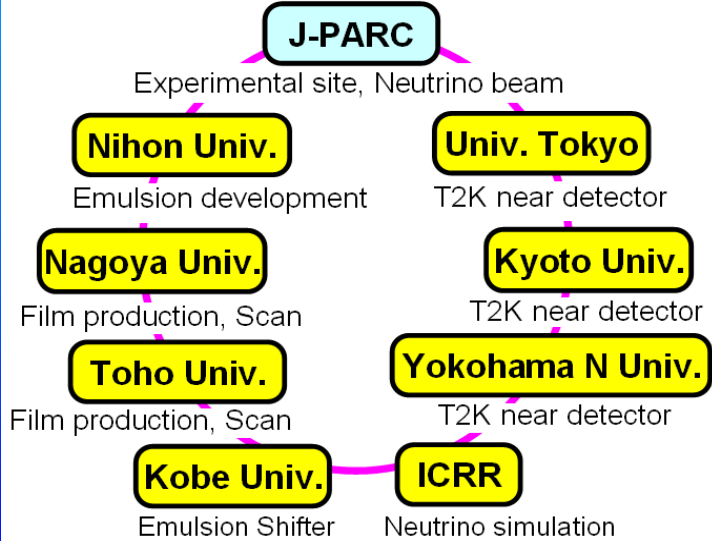 J-PARC
Experimental site, Neutrino beam
Nihon Univ.
Emulsion development
Univ. Tokyo
T2K near detector
Nagoya Univ.
Film production, Scan
Kyoto Univ.
T2K near detector
Toho Univ.
Film production, Scan
Yokohama N Univ.
T2K near detector
Kobe Univ.
Emulsion Shifter
ICRR
Neutrino simulation